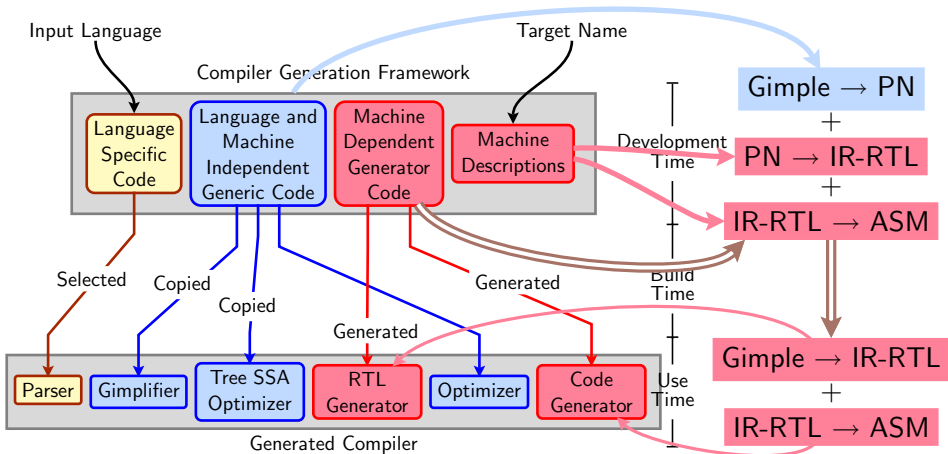 Input Language
Target Name
Compiler Generation Framework
Gimple → PN
+
Language
Specific
Code
Language and
Machine
Independent
Generic Code
Machine
Dependent
Generator
Code
Machine
Descriptions
Development
Time
PN → IR-RTL
+
IR-RTL → ASM
Selected
Copied
Copied
Generated
Generated
Build
Time
Gimple → IR-RTL
+
IR-RTL → ASM
Parser
Gimplifier
Tree SSA
Optimizer
RTL
Generator
Optimizer
Code
Generator
Use
Time
Generated Compiler